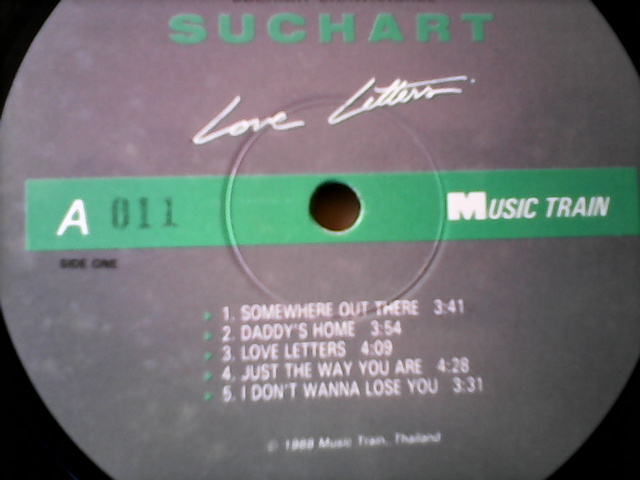 SUCHART
Love Letters
A 011 MUSIC TRAIN
SIDE ONE
1. SOMEWHERE OUT THERE 3:41
2. DADDY'S HOME 3:54
3. LOVE LETTERS 4:09
4. JUST THE WAY YOU ARE 4:28
5. I DON'T WANNA LOSE YOU 3:31
Music Train, Thailand